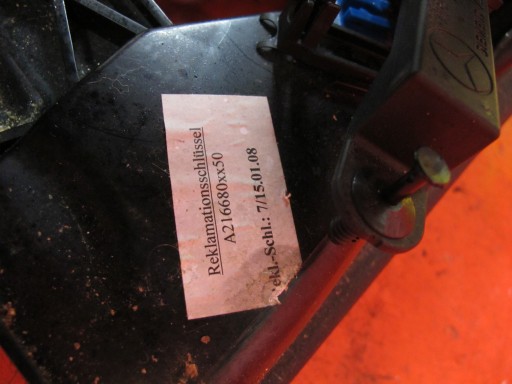 Reklamationsschlüssel
A216680xx50
ekl.-Schl.: 7/15.01.08